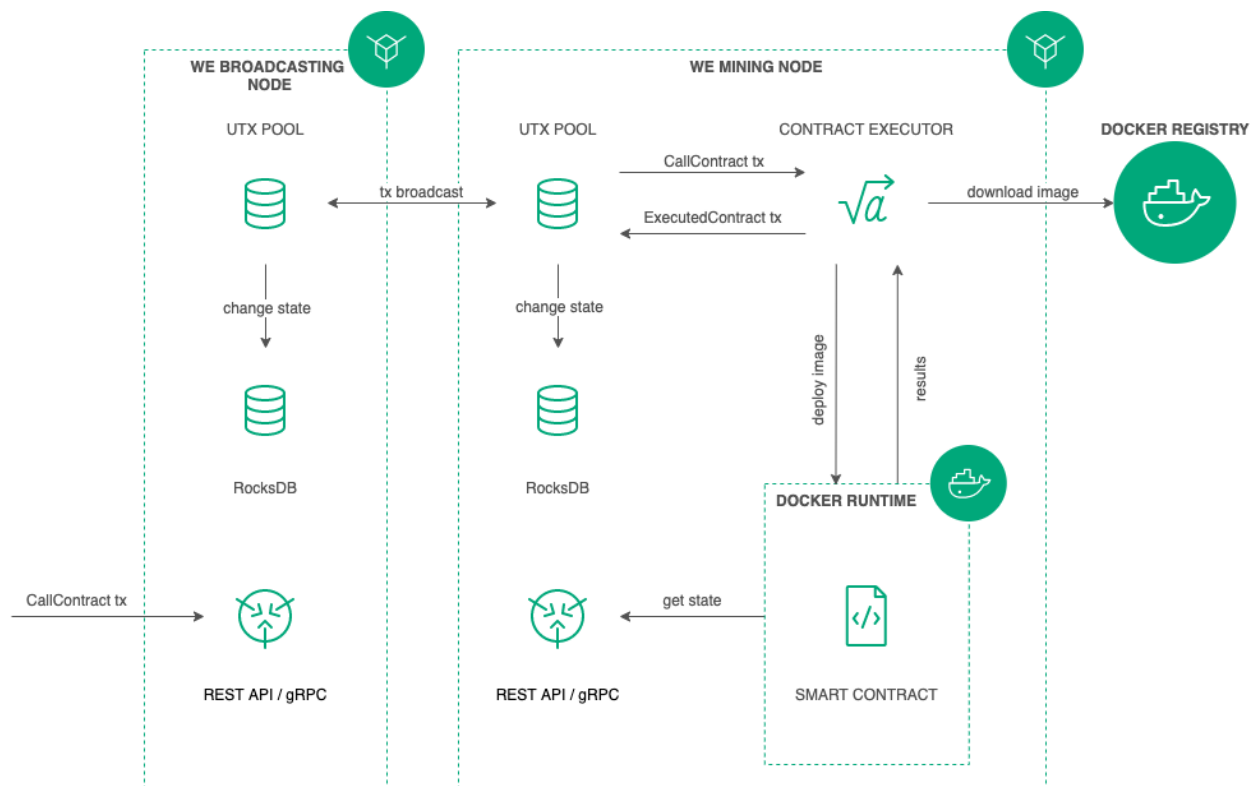 WE BROADCASTING
NODE
WE MINING NODE
UTX POOL
UTX POOL
CONTRACT EXECUTOR
DOCKER REGISTRY
CallContract tx
tx broadcast
download image
ExecutedContract tx
change state
change state
deploy image
results
RocksDB
RocksDB
DOCKER RUNTIME
CallContract tx
get state
REST API / gRPC
REST API / gRPC
SMART CONTRACT